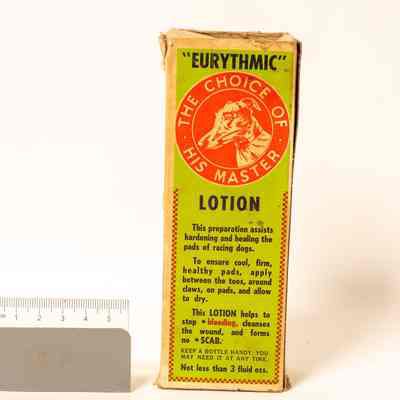 "EURYTHMIC"
THE CHOICE OF
HIS MASTER
LOTION
This preparation assists
hardening and healing the
pads of racing dogs.
To ensure cool, firm,
healthy pads, apply
between the toes, around
claws, on pads, and allow
to dry.
This LOTION helps to
stop • bleeding, cleanses
the wound, and forms
no • SCAB.
KEEP A BOTTLE HANDY; YOU
MAY NEED IT AT ANY TIME.
Not less than 3 fluid ozs.
1 2 3 4 5